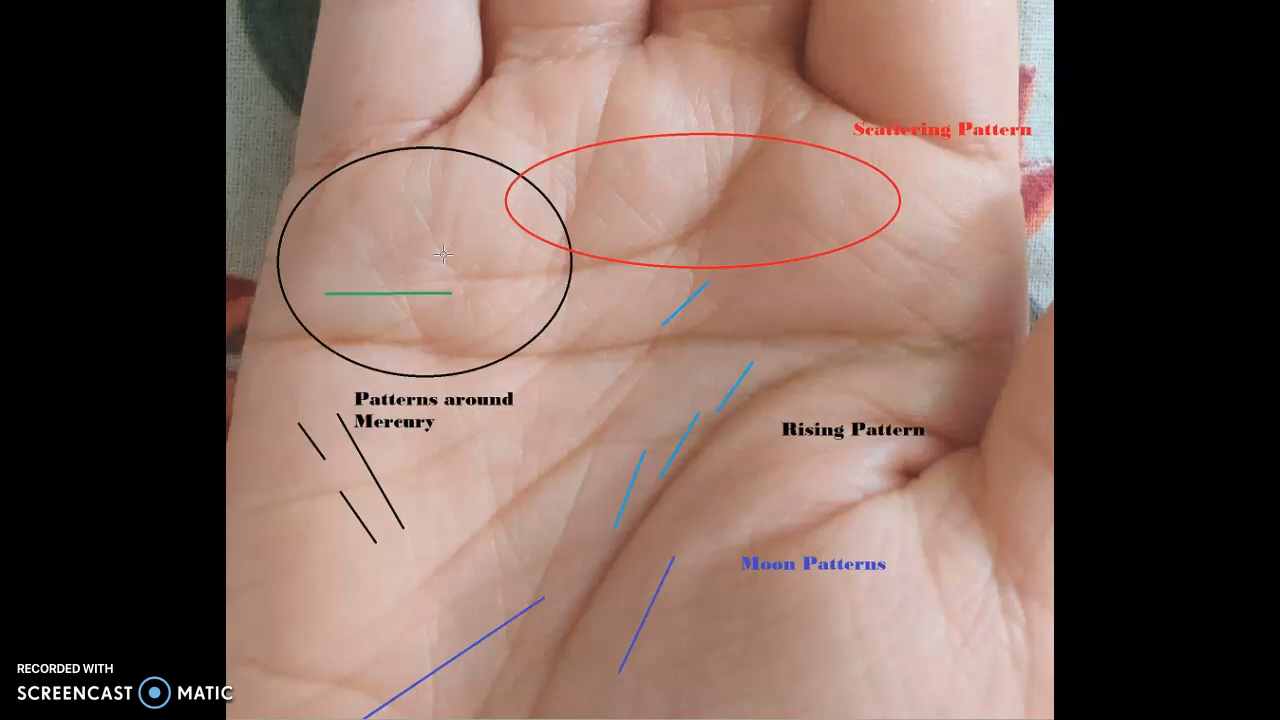 Scattering Pattern
Patterns around
Mercury
Rising Pattern
Moon Patterns
RECORDED WITH
SCREENCAST MATIC